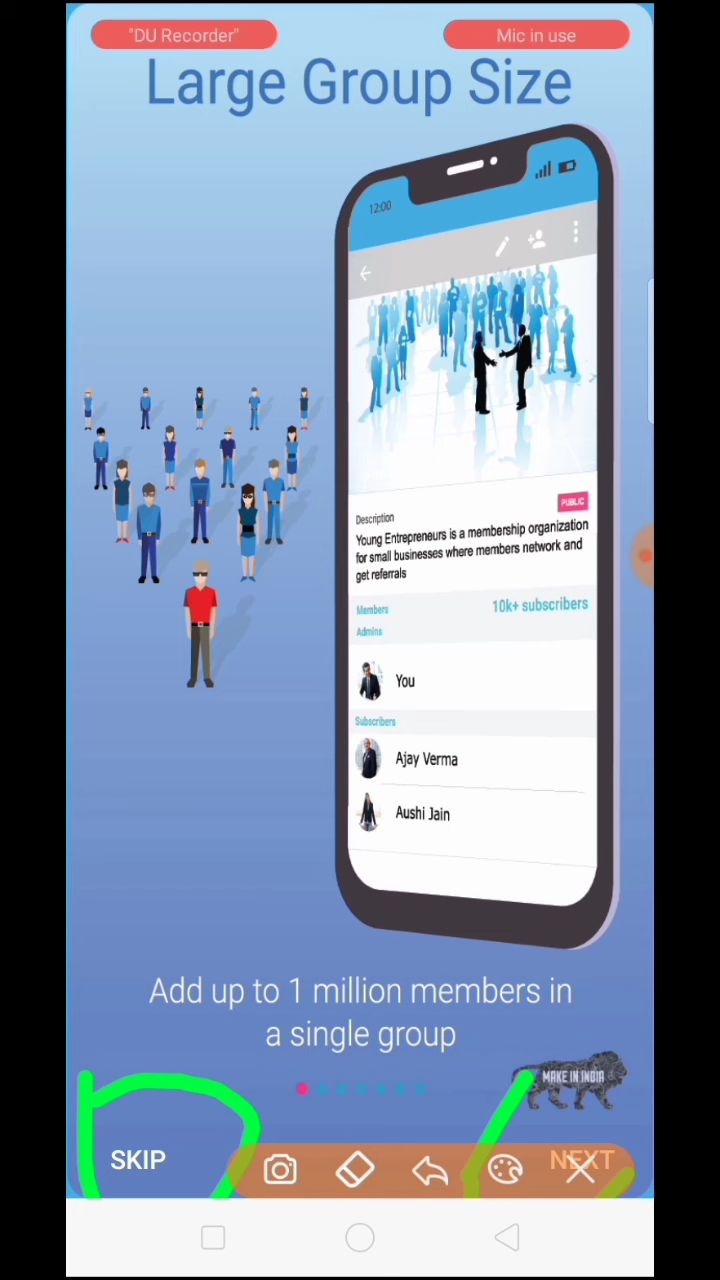 "DU Recorder"
Mic in use
Large Group Size
12:00
PUBLIC
Description
Young Entrepreneurs is a membership organization
for small businesses where members network and
get referrals
Members
10k+ subscribers
Admins
You
Subscribers
Ajay Verma
Aushi Jain
Add up to 1 million members in
a single group
MAKE IN INDIA
SKIP
NEXT